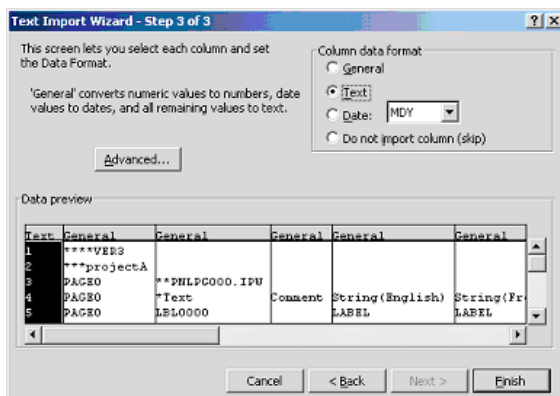 Text Import Wizard - Step 3 of 3
This screen lets you select each column and set
the Data Format.
'General' converts numeric values to numbers, date
values to dates, and all remaining values to text.
Advanced...
Column data format
General
Text
Date: MDY
Do not import column (skip)
Data preview
Text General General General General General
1 ****VER3
2 ***projectA
3 PAGE0 **PNLPG000.IPU
4 PAGE0 *Text Comment String(English) String(Fr
5 PAGE0 LBL0000 LABEL LABEL
Cancel < Back Next > Finish